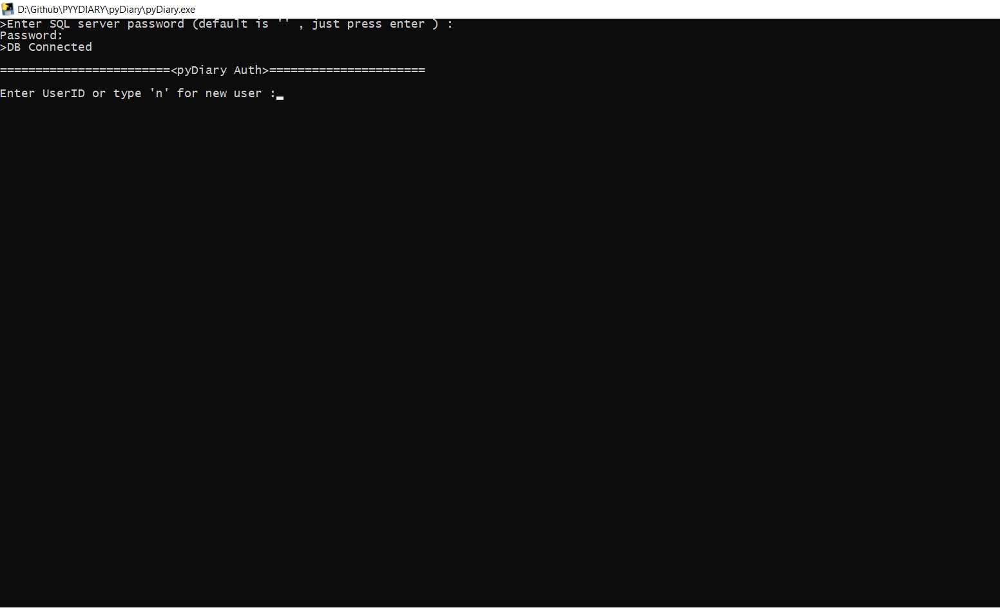 D:\Github\PYYDIARY\pyDiary\pyDiary.exe
>Enter SQL server password (default is '' , just press enter ) :
Password:
>DB Connected
========================<pyDiary Auth>======================
Enter UserID or type 'n' for new user :